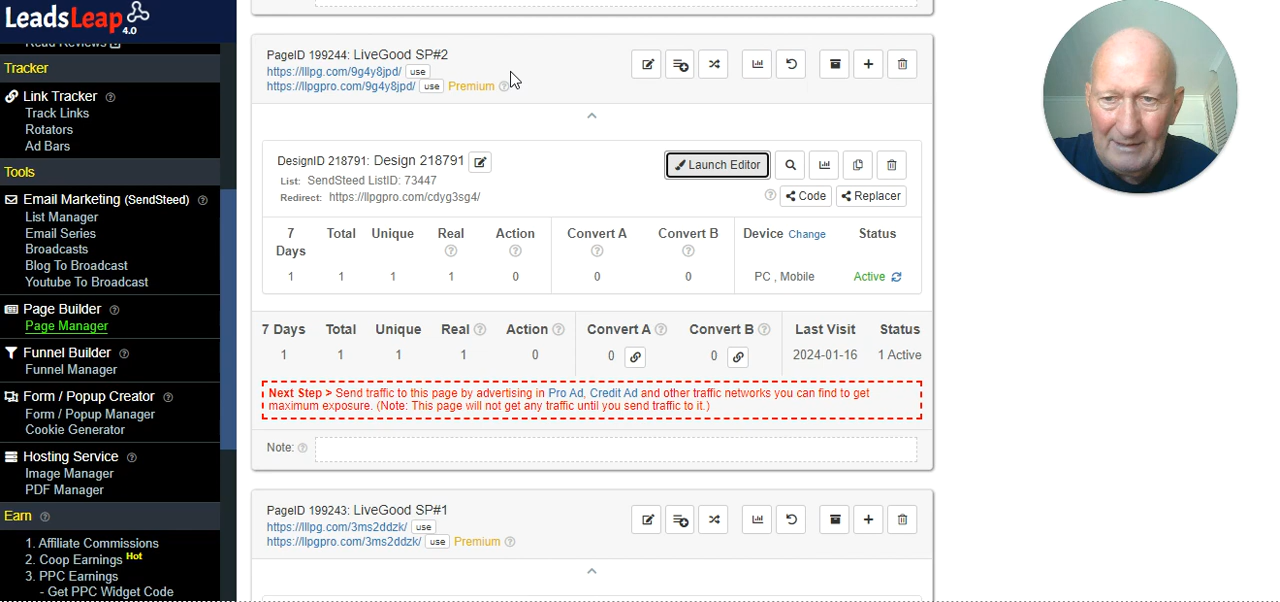 LeadsLeap 4.0
Read Reviews
Tracker
Link Tracker
Track Links
Rotators
Ad Bars
Tools
Email Marketing (SendSteed)
List Manager
Email Series
Broadcasts
Blog To Broadcast
Youtube To Broadcast
Page Builder
Page Manager
Funnel Builder
Funnel Manager
Form / Popup Creator
Form / Popup Manager
Cookie Generator
Hosting Service
Image Manager
PDF Manager
Earn
1. Affiliate Commissions
2. Coop Earnings Hot
3. PPC Earnings
- Get PPC Widget Code
PageID 199244: LiveGood SP#2
https://lllpg.com/9g4y8jpd/ use
https://llpgpro.com/9g4y8jpd/ use Premium
DesignID 218791: Design 218791
Launch Editor
List: SendSteed ListID: 73447
Redirect: https://llpgpro.com/cdyg3sg4/
Code Replacer
7 Days Total Unique Real Action Convert A Convert B Device Change Status
1 1 1 1 0 0 0 PC , Mobile Active
7 Days Total Unique Real Action Convert A Convert B Last Visit Status
1 1 1 1 0 0 0 2024-01-16 1 Active
Next Step > Send traffic to this page by advertising in Pro Ad, Credit Ad and other traffic networks you can find to get
maximum exposure. (Note: This page will not get any traffic until you send traffic to it.)
Note:
PageID 199243: LiveGood SP#1
https://lllpg.com/3ms2ddzk/ use
https://llpgpro.com/3ms2ddzk/ use Premium